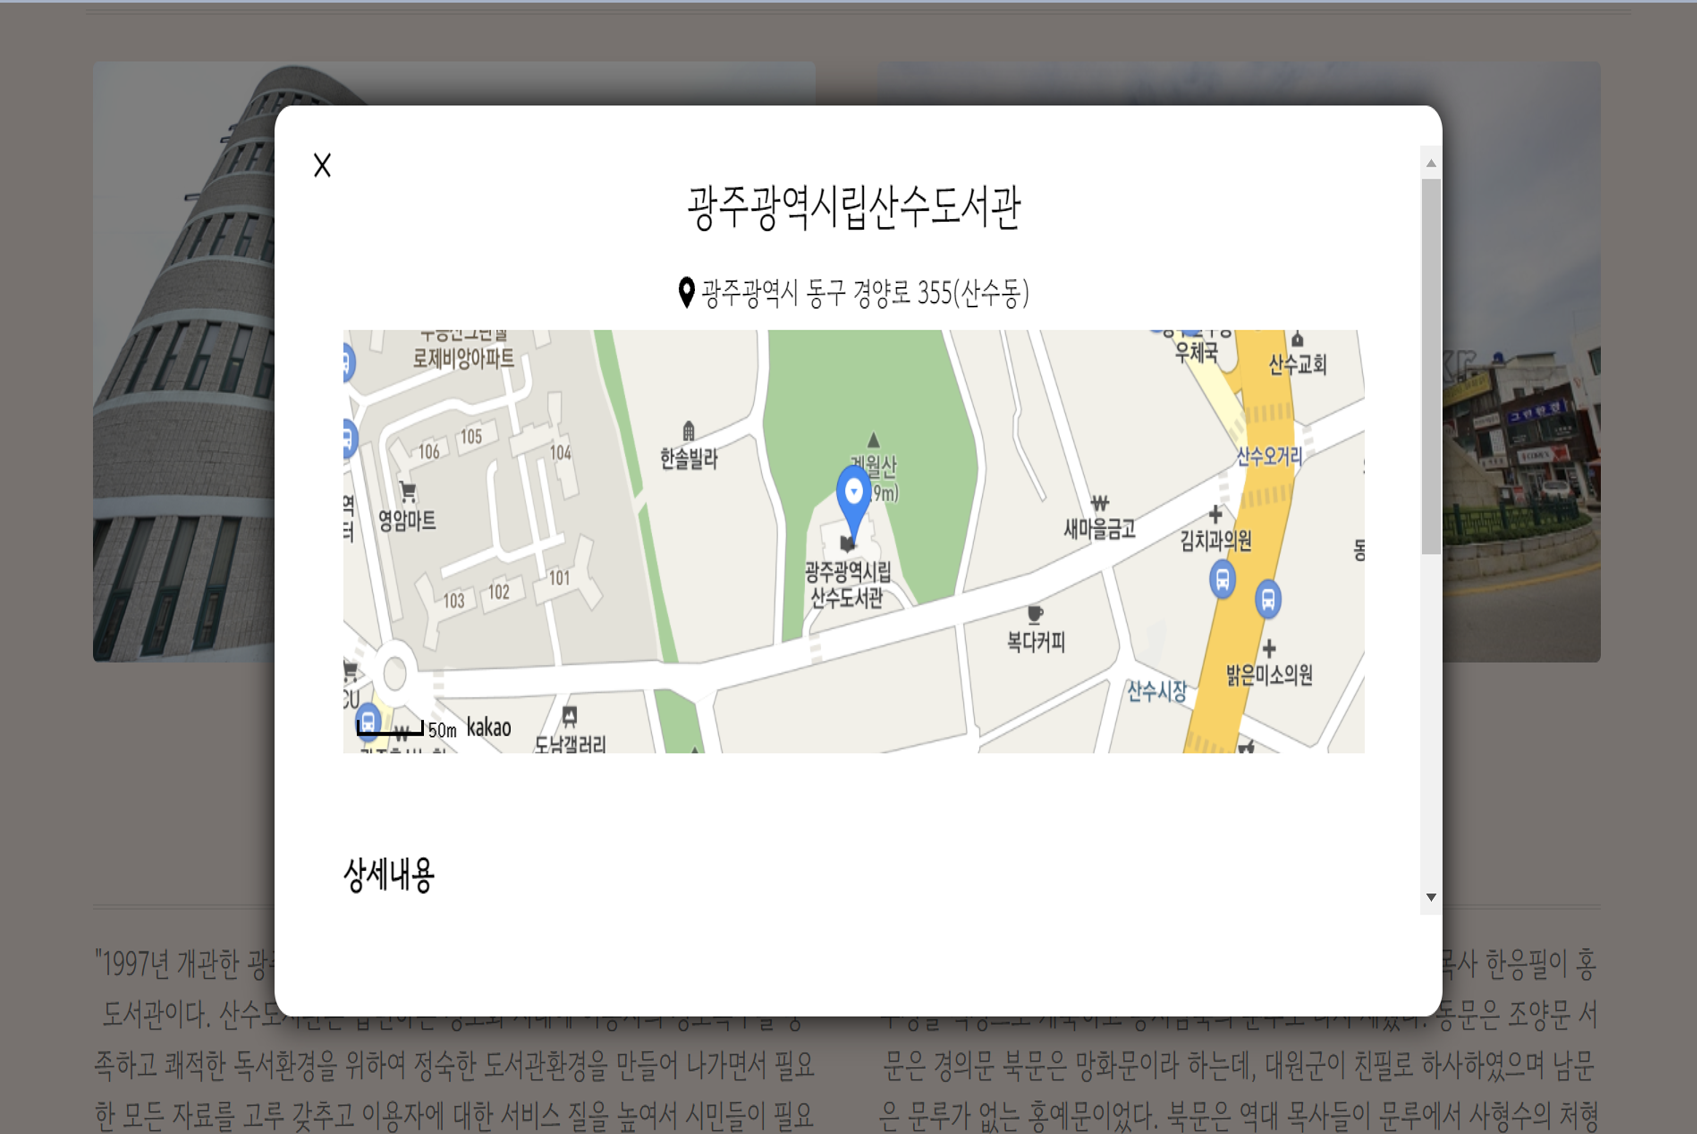 X
광주광역시립산수도서관
광주광역시 동구 경양로 355(산수동)
로제비앙아파트
우체국
산수교회
106
105
104
한솔빌라
계월산
산수오거리
영암마트
새마을금고
김치과의원
광주광역시립
산수도서관
101
102
103
복다커피
밝은미소의원
산수시장
CU
50m
kakao
도남갤러리
상세내용
"1997년 개관한
도서관이다.
족하고 쾌적한 독서환경을 위하여 정숙한 도서관환경을 만들어 나가면서 필요
한 모든 자료를 고루 갖추고 이용자에 대한 서비스 질을 높여서 시민들이 필요
목사 한응필이 홍
동문은 조양문 서
문은 경의문 북문은 망화문이라 하는데, 대원군이 친필로 하사하였으며 남문
은 문루가 없는 홍예문이었다. 북문은 역대 목사들이 문루에서 사형수의 처형